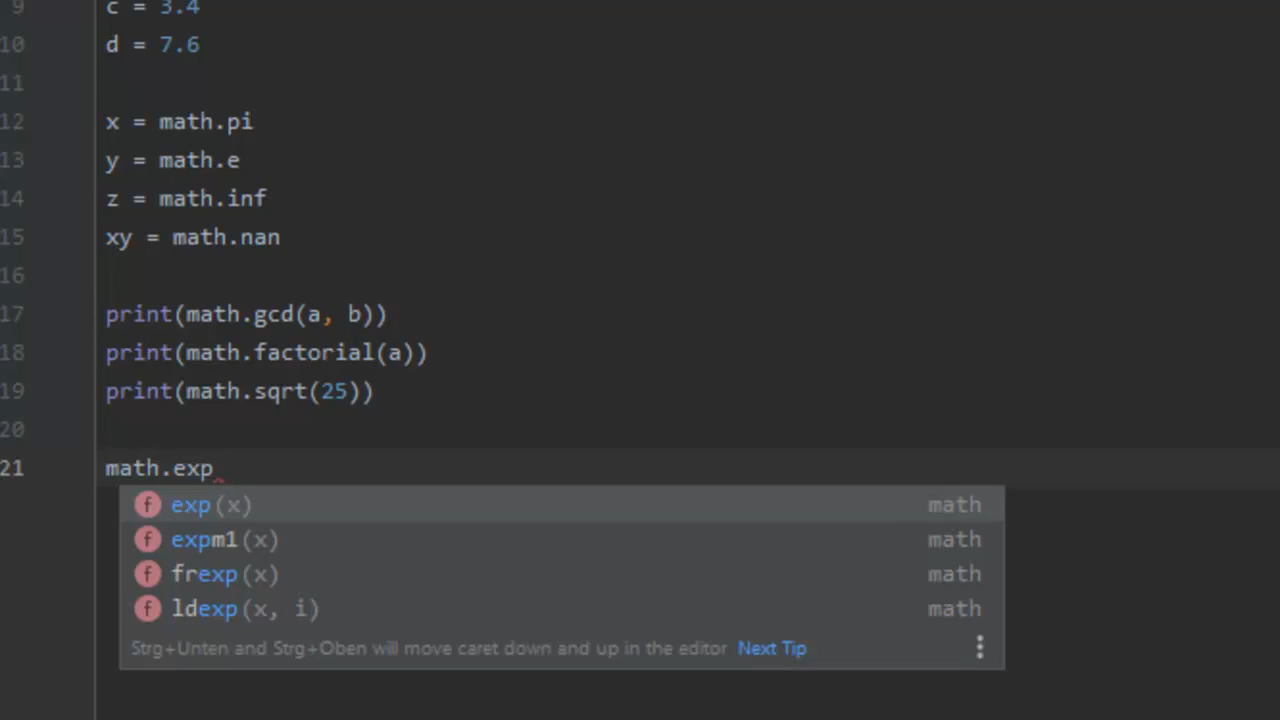 9 c = 3.4
10 d = 7.6
11
12 x = math.pi
13 y = math.e
14 z = math.inf
15 xy = math.nan
16
17 print(math.gcd(a, b))
18 print(math.factorial(a))
19 print(math.sqrt(25))
20
21 math.exp
f exp(x) math
f expm1(x) math
f frexp(x) math
f ldexp(x, i) math
Strg+Unten and Strg+Oben will move caret down and up in the editor Next Tip